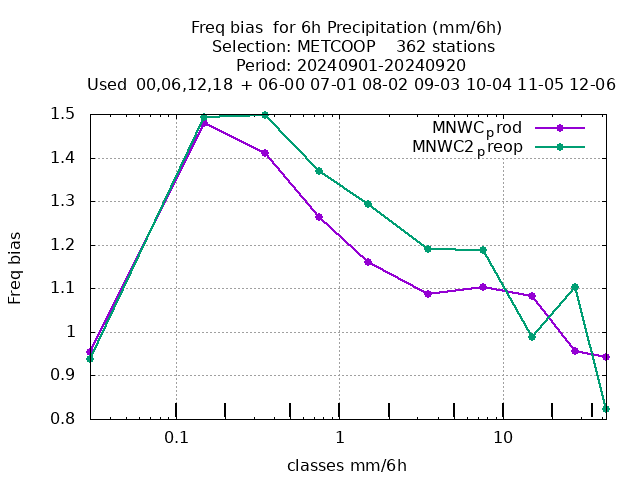 Freq bias  for 6h Precipitation (mm/6h)
Selection: METCOOP    362 stations
Period: 20240901-20240920
Used  00,06,12,18  + 06-00 07-01 08-02 09-03 10-04 11-05 12-06
MNWCprod
MNWC2preop
1.5
1.4
1.3
1.2
1.1
1
0.9
0.8
Freq bias
0.1 1 10
classes mm/6h